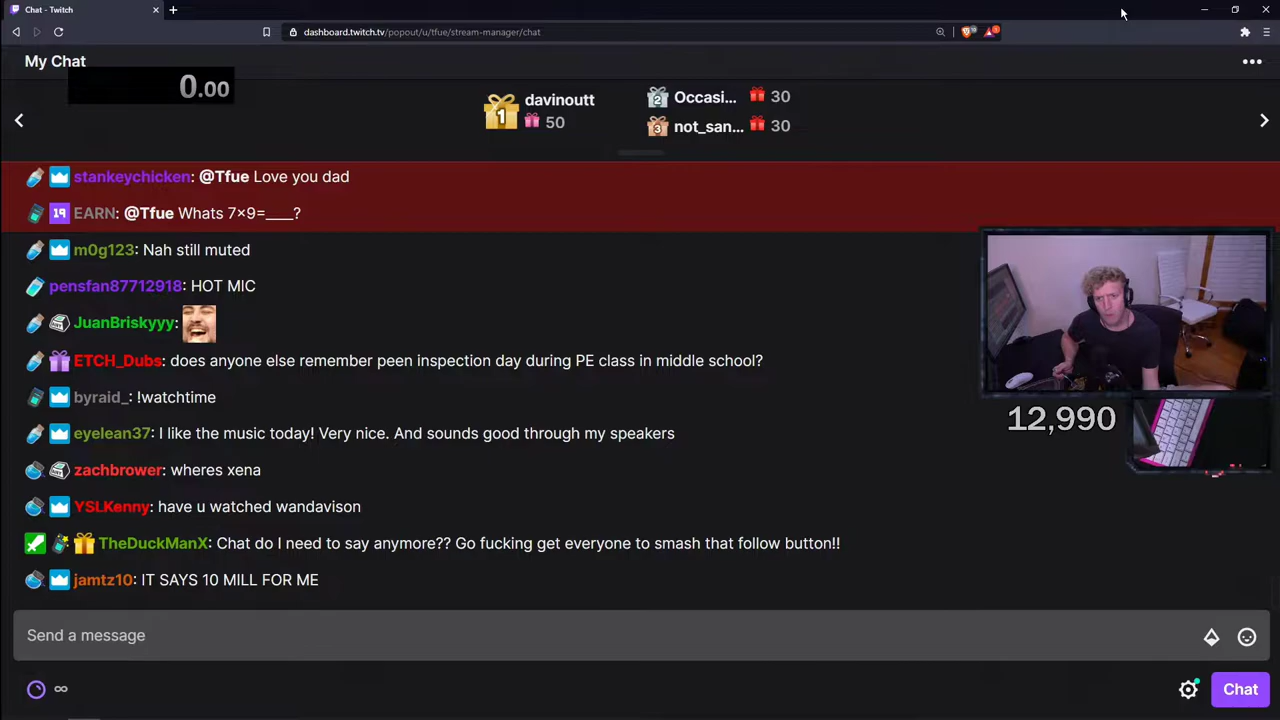 Chat - Twitch
dashboard.twitch.tv/popout/u/tfue/stream-manager/chat
My Chat
0.00
1 davinoutt 50
2 Occasi... 30
3 not_san... 30
stankeychicken: @Tfue Love you dad
19 EARN: @Tfue Whats 7×9=____?
m0g123: Nah still muted
pensfan87712918: HOT MIC
JuanBriskyyy:
ETCH_Dubs: does anyone else remember peen inspection day during PE class in middle school?
byraid_: !watchtime
eyelean37: I like the music today! Very nice. And sounds good through my speakers
zachbrower: wheres xena
YSLKenny: have u watched wandavison
TheDuckManX: Chat do I need to say anymore?? Go fucking get everyone to smash that follow button!!
jamtz10: IT SAYS 10 MILL FOR ME
12,990
Send a message
∞
Chat